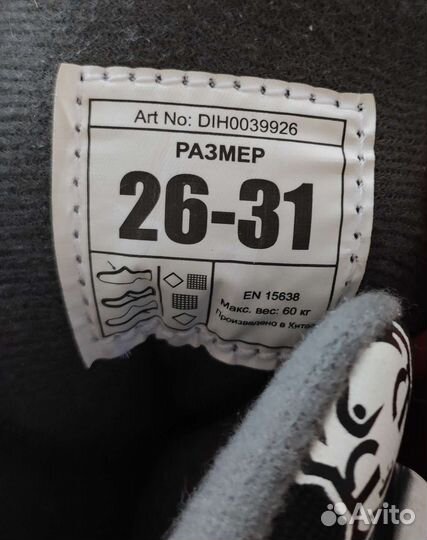 Art No: DIH0039926
РАЗМЕР
26-31
EN 15638
Макс. вес: 60 кг
Произведено в Китае
Avito